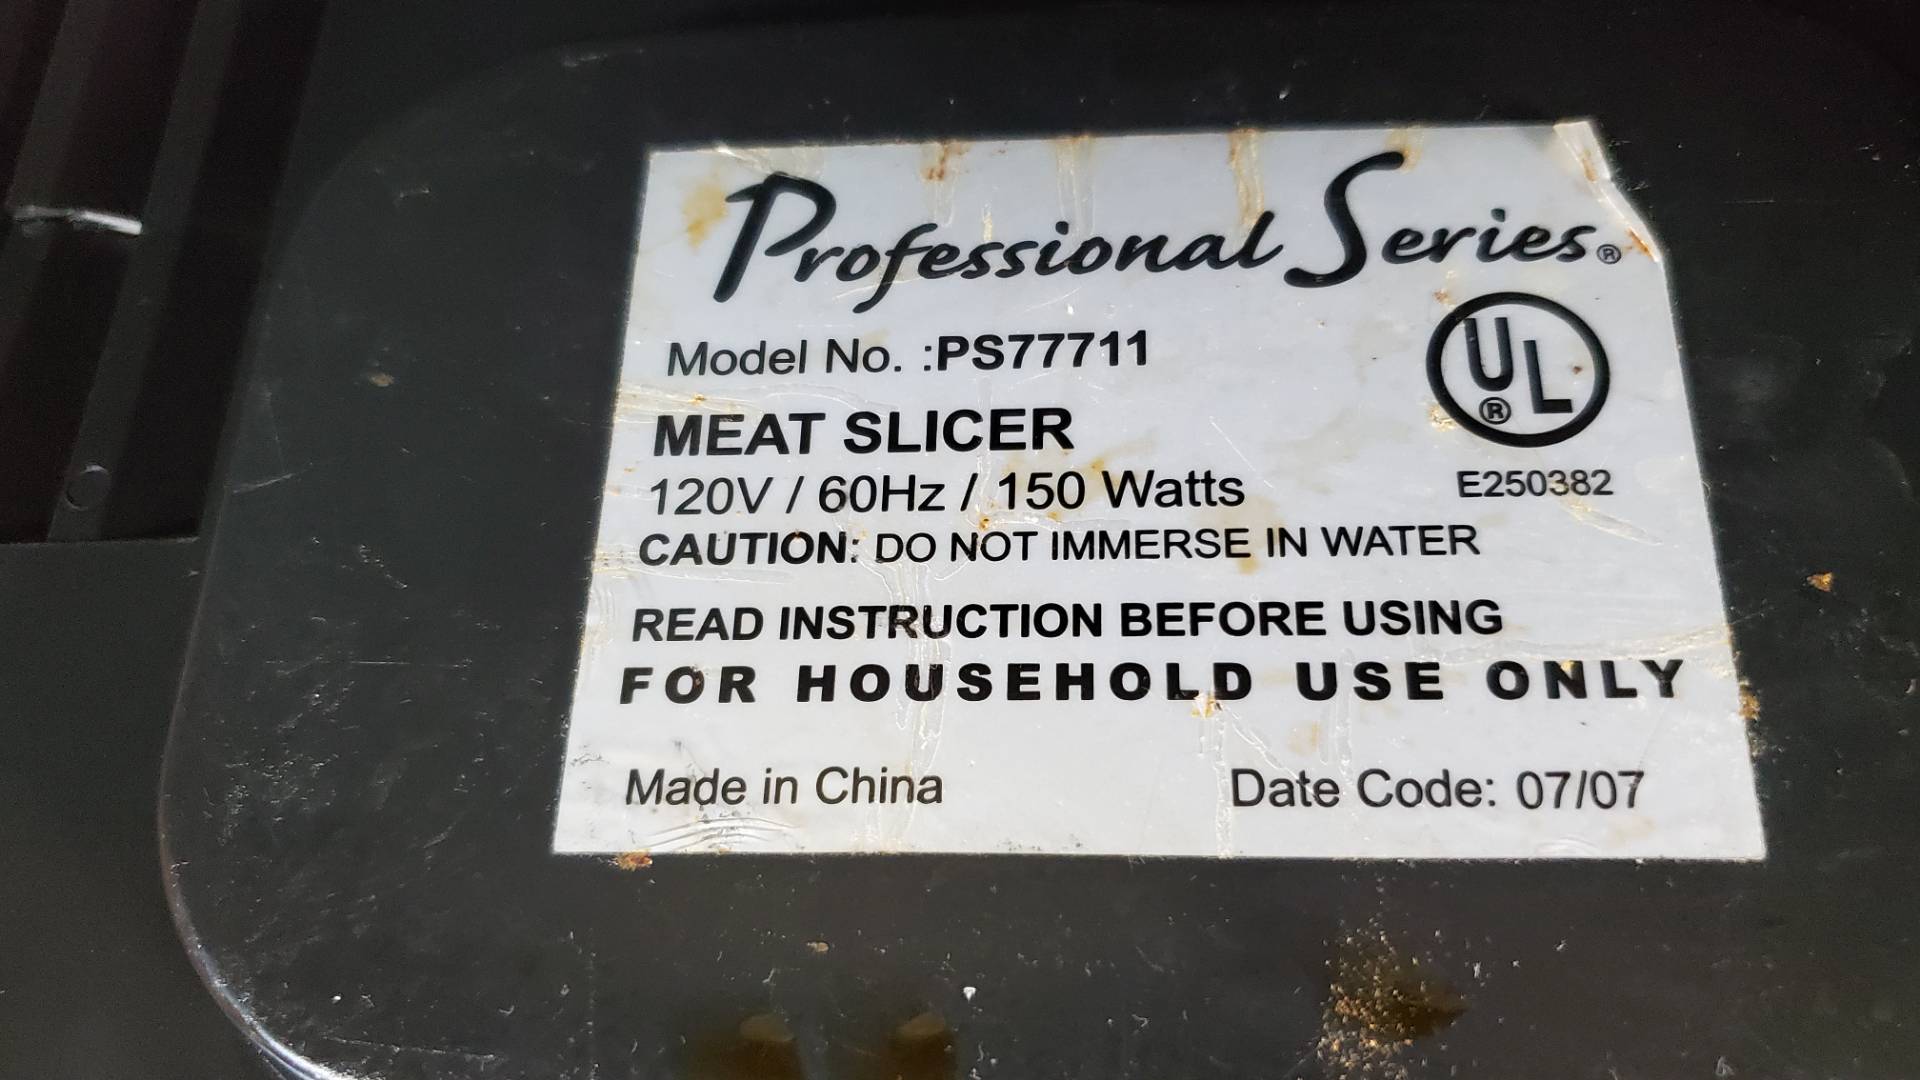 Professional Series®
Model No. :PS77711
MEAT SLICER
UL®
120V / 60Hz / 150 Watts
E250382
CAUTION: DO NOT IMMERSE IN WATER
READ INSTRUCTION BEFORE USING
FOR HOUSEHOLD USE ONLY
Made in China
Date Code: 07/07